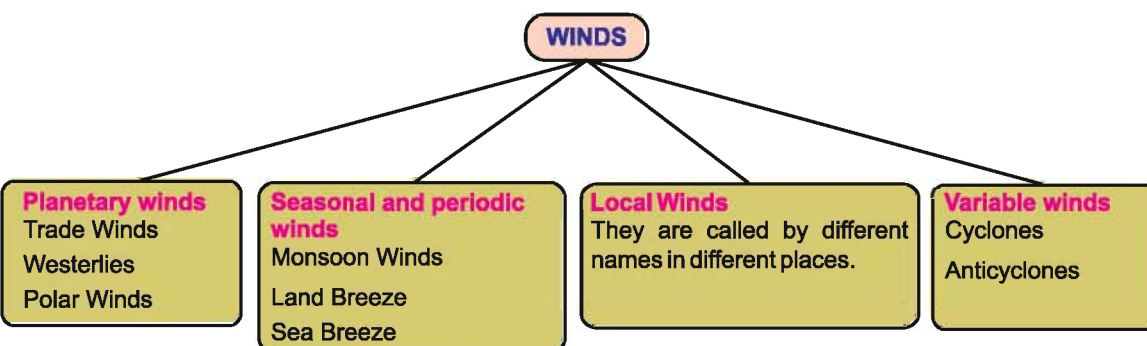 WINDS
Planetary winds
Trade Winds
Westerlies
Polar Winds
Seasonal and periodic
winds
Monsoon Winds
Land Breeze
Sea Breeze
Local Winds
They are called by different
names in different places.
Variable winds
Cyclones
Anticyclones